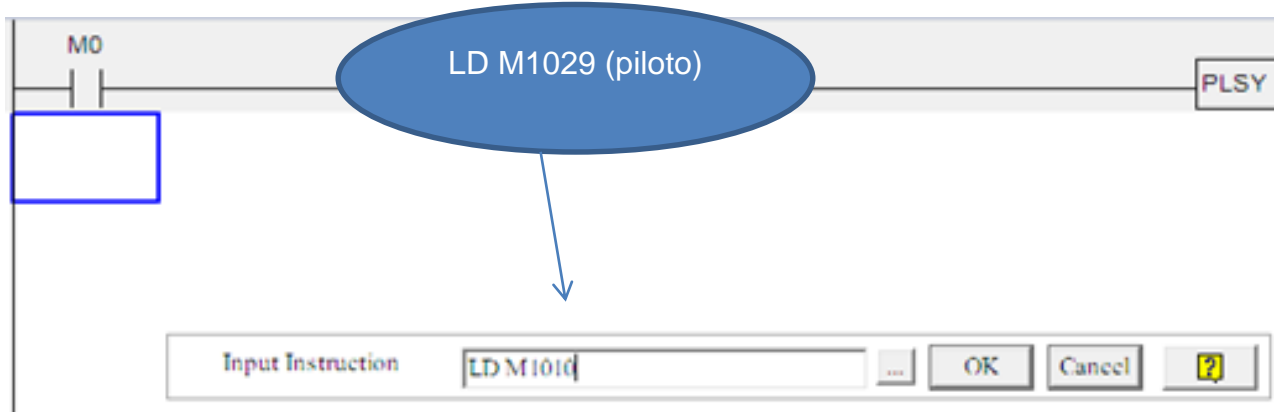 M0
LD M1029 (piloto)
PLSY
Input Instruction
LD M1010
...
OK
Cancel
?